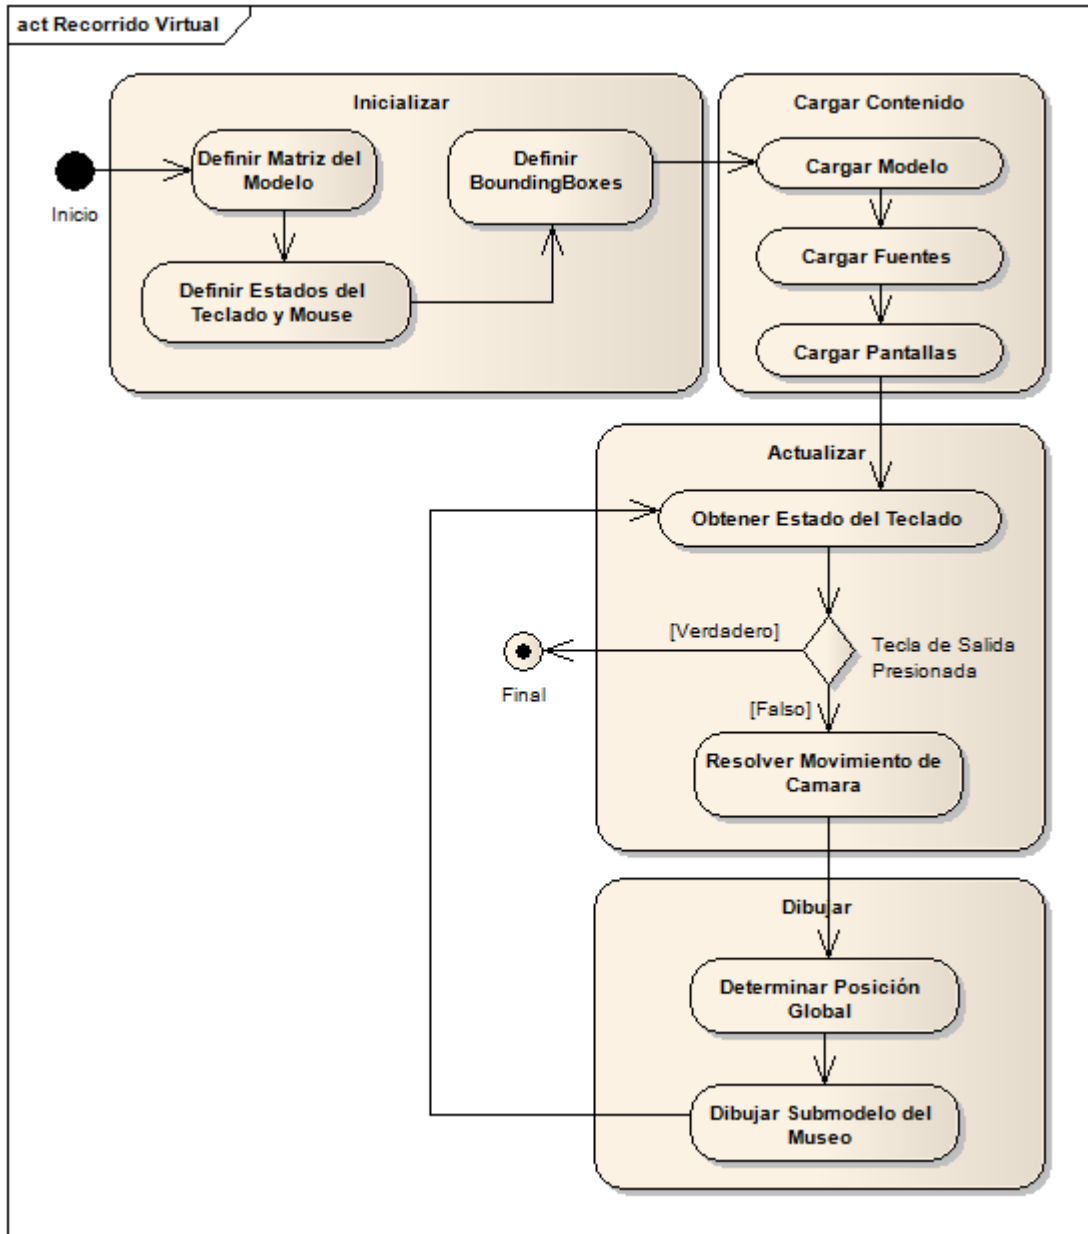 act Recorrido Virtual
Inicializar
Cargar Contenido
Inicio
Definir Matriz del
Modelo
Definir
BoundingBoxes
Definir Estados del
Teclado y Mouse
Cargar Modelo
Cargar Fuentes
Cargar Pantallas
Actualizar
Obtener Estado del Teclado
[Verdadero]
Tecla de Salida
Presionada
Final
[Falso]
Resolver Movimiento de
Camara
Dibujar
Determinar Posición
Global
Dibujar Submodelo del
Museo